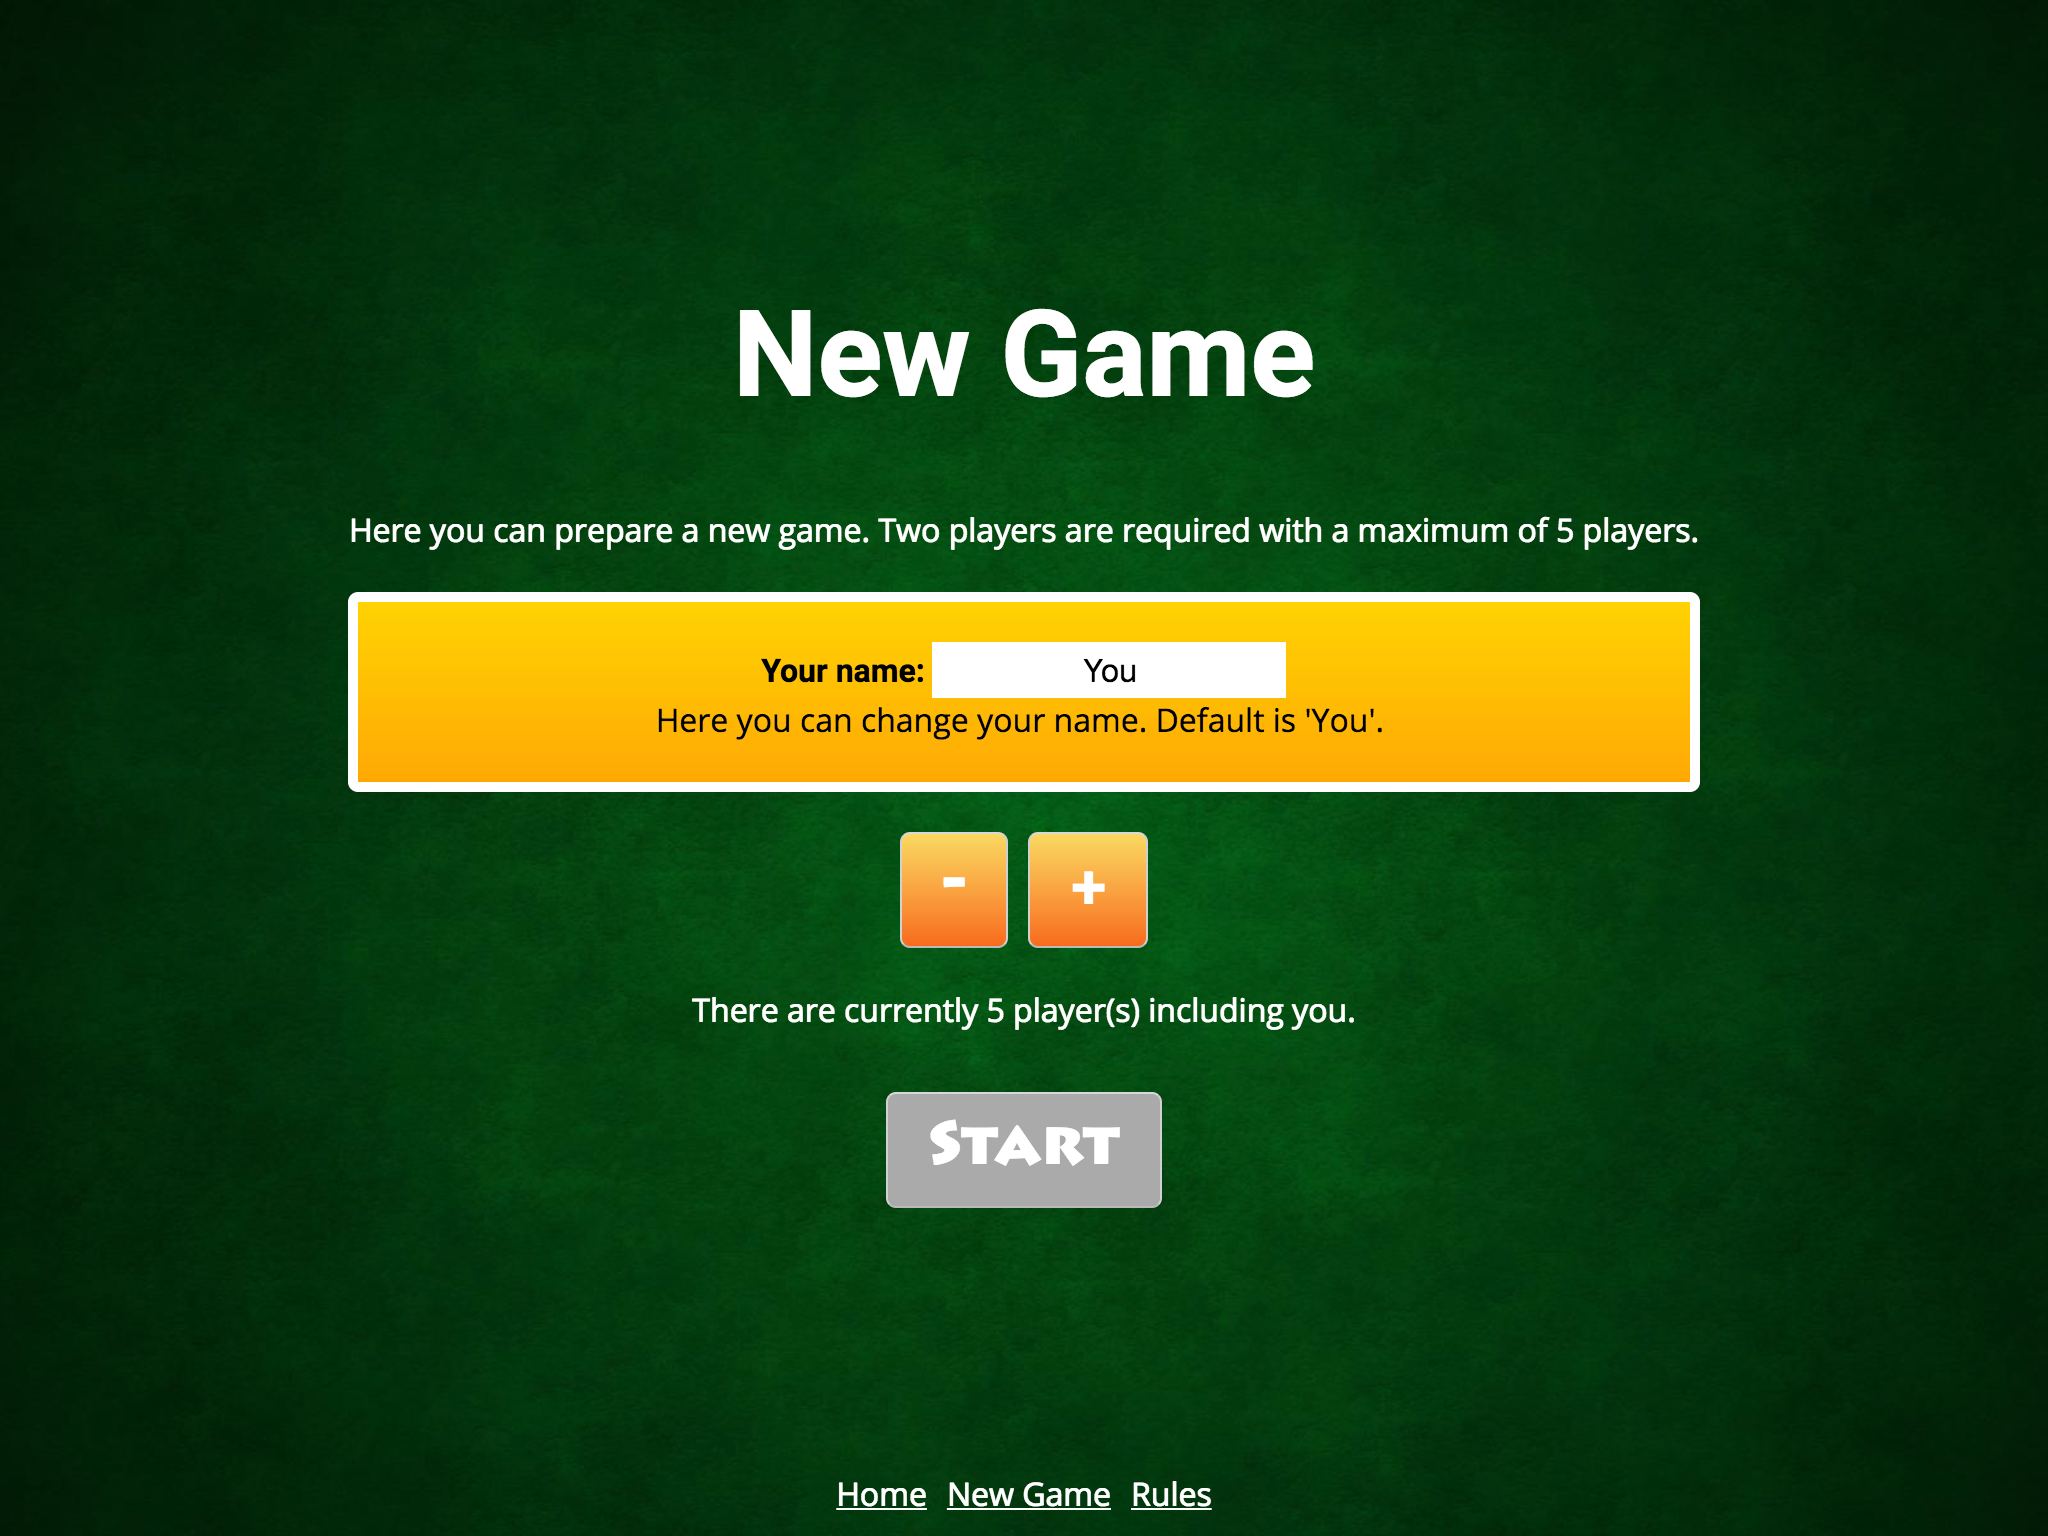 New Game
Here you can prepare a new game. Two players are required with a maximum of 5 players.
Your name: You
Here you can change your name. Default is 'You'.
- +
There are currently 5 player(s) including you.
Start
Home New Game Rules